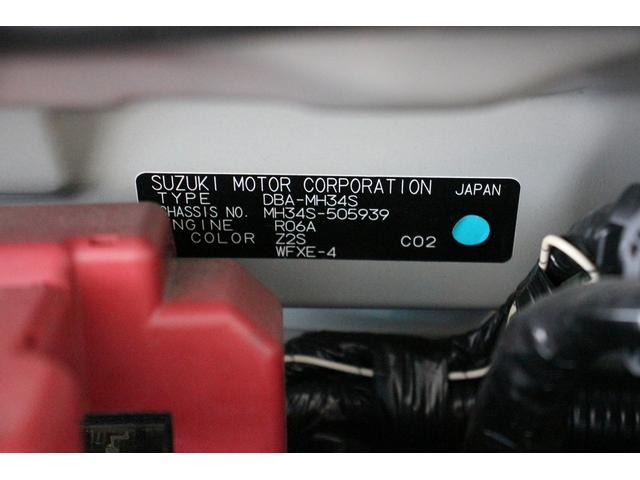 SUZUKI MOTOR CORPORATION JAPAN
TYPE DBA-MH34S
CHASSIS NO. MH34S-505939
ENGINE R06A
COLOR Z2S C02
WFXE-4